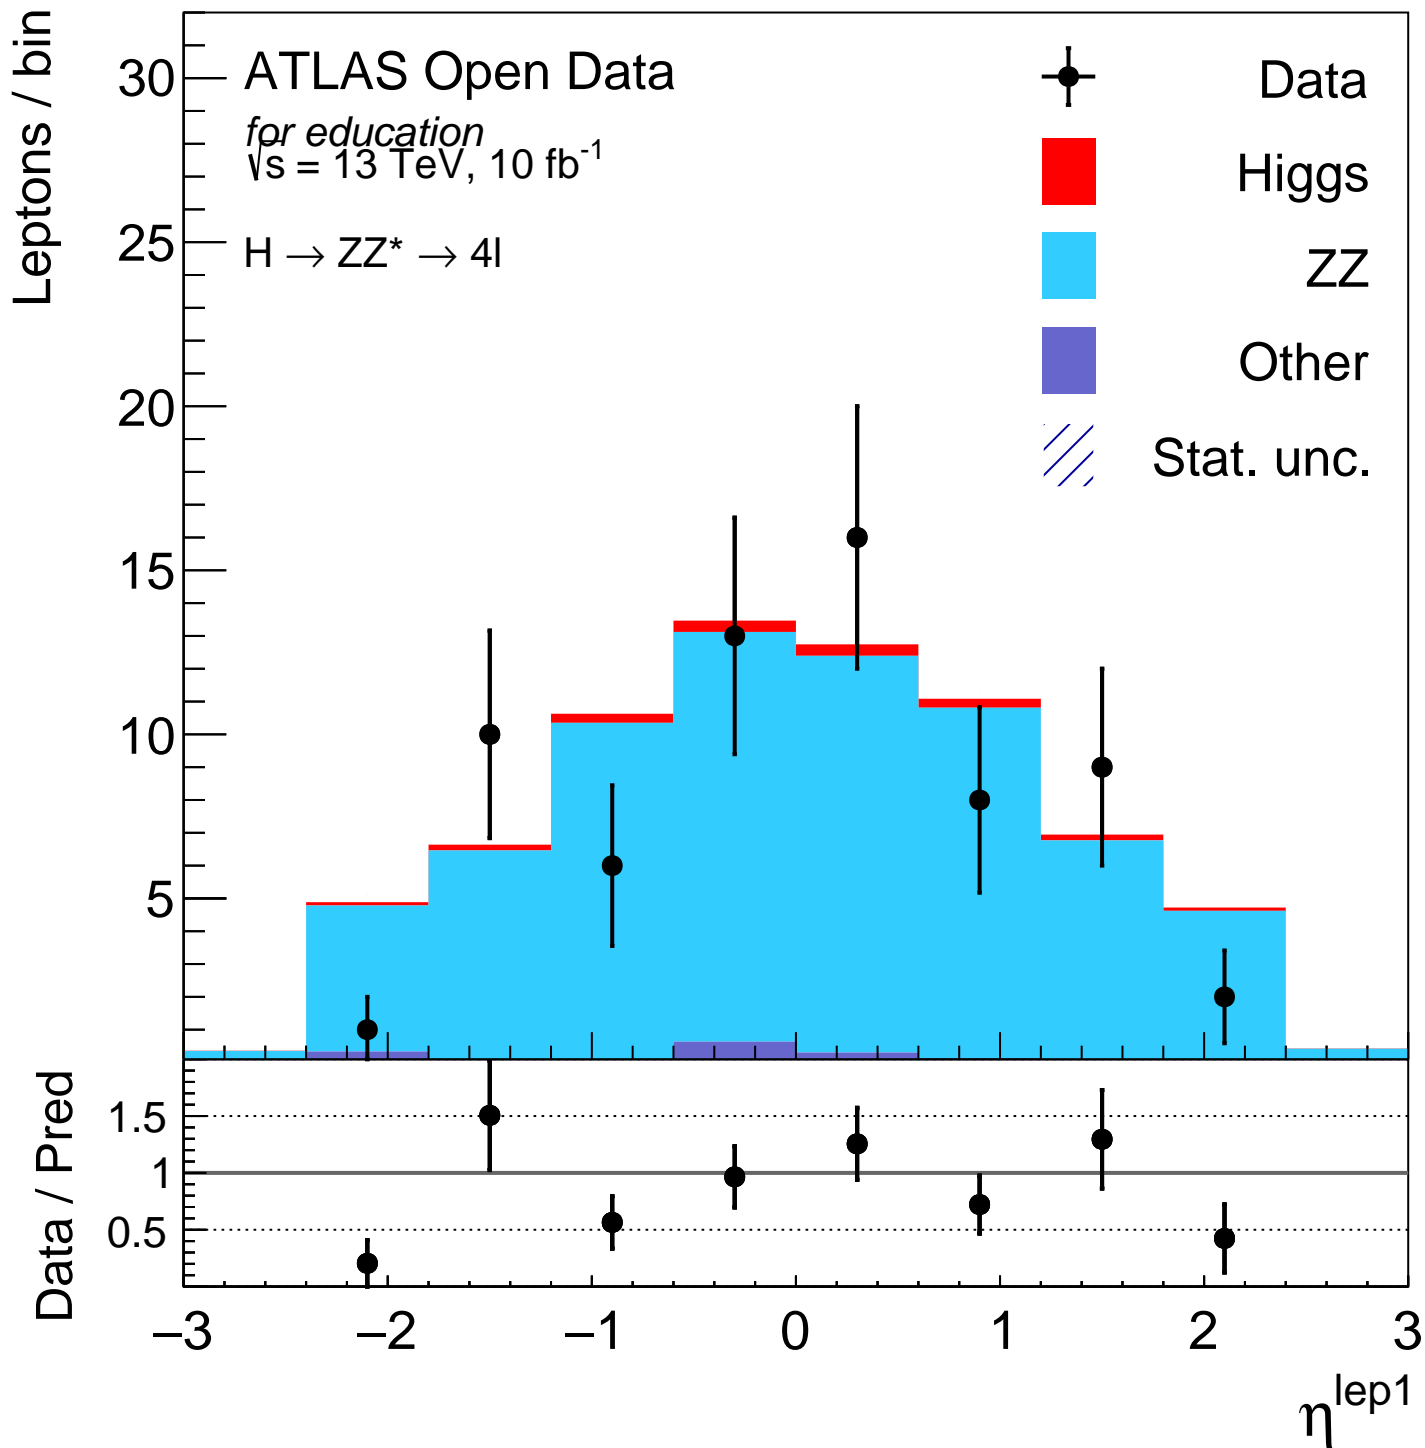 Leptons / bin
30
25
20
15
10
5
ATLAS Open Data
for education
√s = 13 TeV, 10 fb⁻¹
H → ZZ* → 4l
Data
Higgs
ZZ
Other
Stat. unc.
Data / Pred
1.5
1
0.5
−3 −2 −1 0 1 2 3
η^lep1